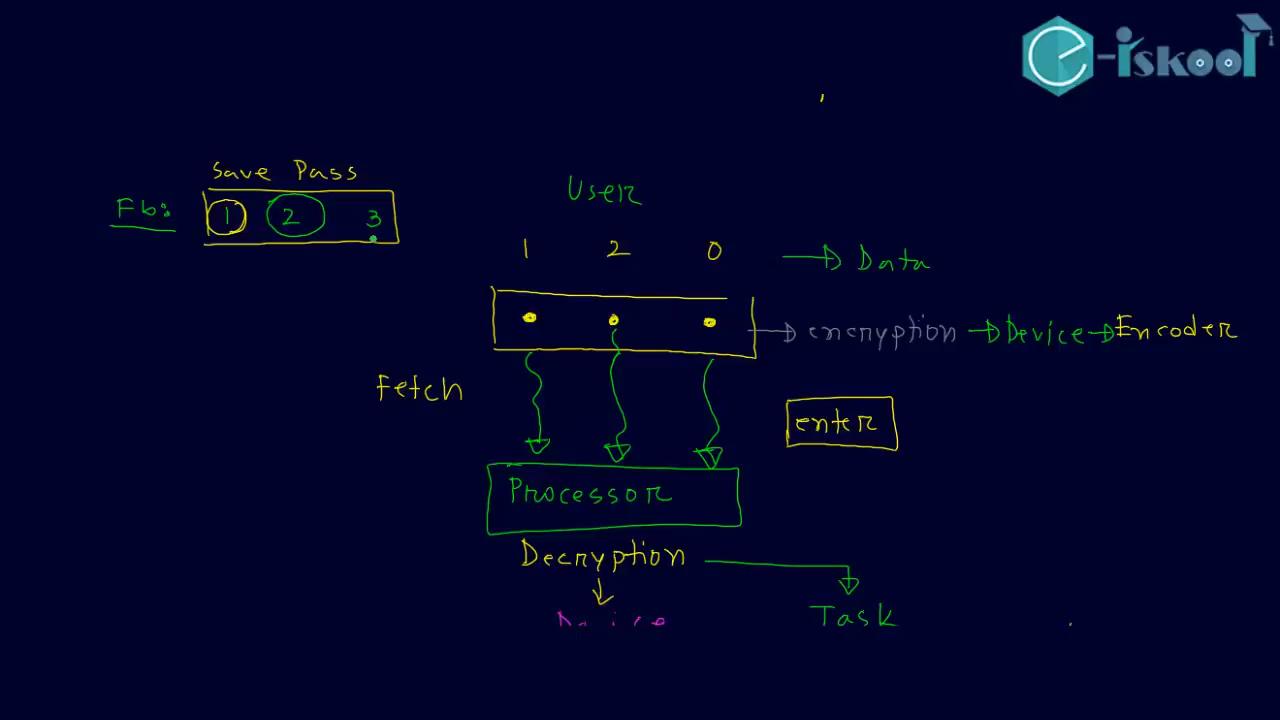 e-iskool
Save Pass
Fb: 1 2 3
User
1 2 0 Data
encryption Device Encoder
Fetch
enter
Processor
Decryption
Device
Task